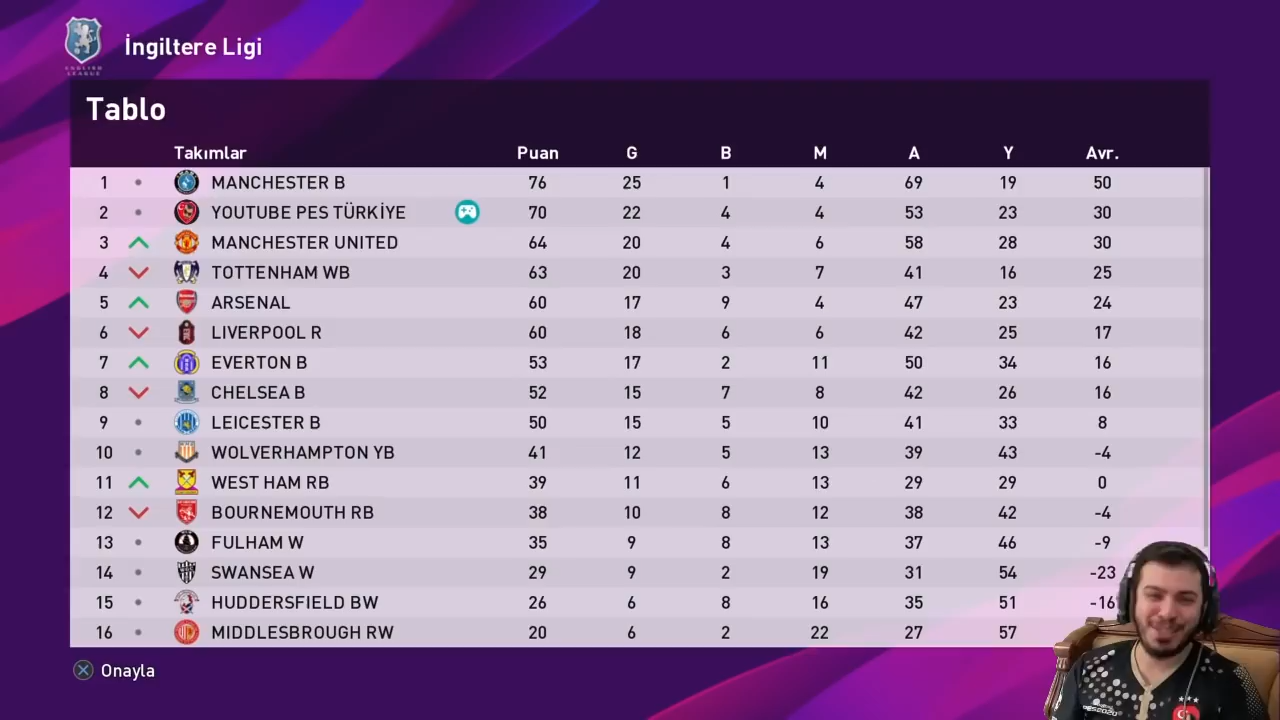 İngiltere Ligi
ENGLISH
LEAGUE
Tablo
Takımlar Puan G B M A Y Avr.
1 MANCHESTER B 76 25 1 4 69 19 50
2 YOUTUBE PES TÜRKİYE 70 22 4 4 53 23 30
3 MANCHESTER UNITED 64 20 4 6 58 28 30
4 TOTTENHAM WB 63 20 3 7 41 16 25
5 ARSENAL 60 17 9 4 47 23 24
6 LIVERPOOL R 60 18 6 6 42 25 17
7 EVERTON B 53 17 2 11 50 34 16
8 CHELSEA B 52 15 7 8 42 26 16
9 LEICESTER B 50 15 5 10 41 33 8
10 WOLVERHAMPTON YB 41 12 5 13 39 43 -4
11 WEST HAM RB 39 11 6 13 29 29 0
12 BOURNEMOUTH RB 38 10 8 12 38 42 -4
13 FULHAM W 35 9 8 13 37 46 -9
14 SWANSEA W 29 9 2 19 31 54 -23
15 HUDDERSFIELD BW 26 6 8 16 35 51 -16
16 MIDDLESBROUGH RW 20 6 2 22 27 57
Onayla